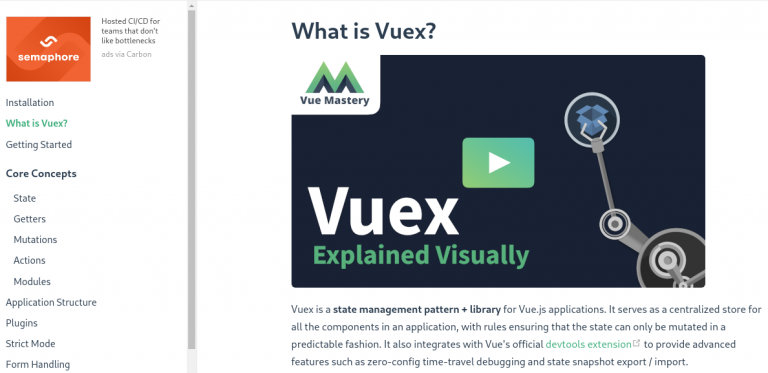 Hosted CI/CD for
teams that don't
like bottlenecks
ads via Carbon
semaphore
Installation
What is Vuex?
Getting Started
Core Concepts
State
Getters
Mutations
Actions
Modules
Application Structure
Plugins
Strict Mode
Form Handling
What is Vuex?
Vue Mastery
Vuex
Explained Visually
Vuex is a state management pattern + library for Vue.js applications. It serves as a centralized store for
all the components in an application, with rules ensuring that the state can only be mutated in a
predictable fashion. It also integrates with Vue's official devtools extension to provide advanced
features such as zero-config time-travel debugging and state snapshot export / import.